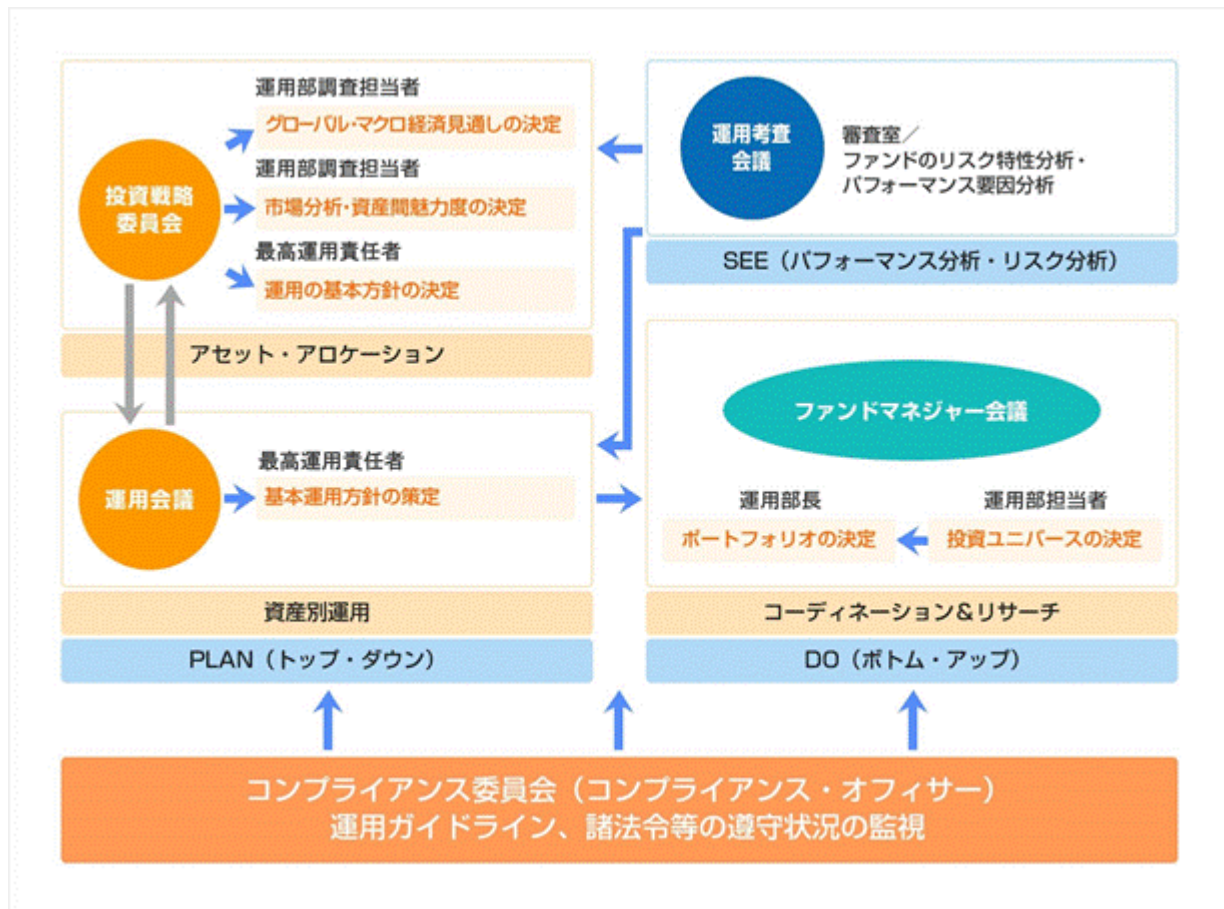 運用部調査担当者
グローバル・マクロ経済見通しの決定
投資戦略
委員会
運用部調査担当者
市場分析・資産間魅力度の決定
最高運用責任者
運用の基本方針の決定
アセット・アロケーション
運用考査
会議
審査室／
ファンドのリスク特性分析・
パフォーマンス要因分析
SEE（パフォーマンス分析・リスク分析）
運用会議
最高運用責任者
基本運用方針の策定
資産別運用
PLAN（トップ・ダウン）
ファンドマネジャー会議
運用部長
ポートフォリオの決定
運用部担当者
投資ユニバースの決定
コーディネーション＆リサーチ
DO（ボトム・アップ）
コンプライアンス委員会（コンプライアンス・オフィサー）
運用ガイドライン、諸法令等の遵守状況の監視